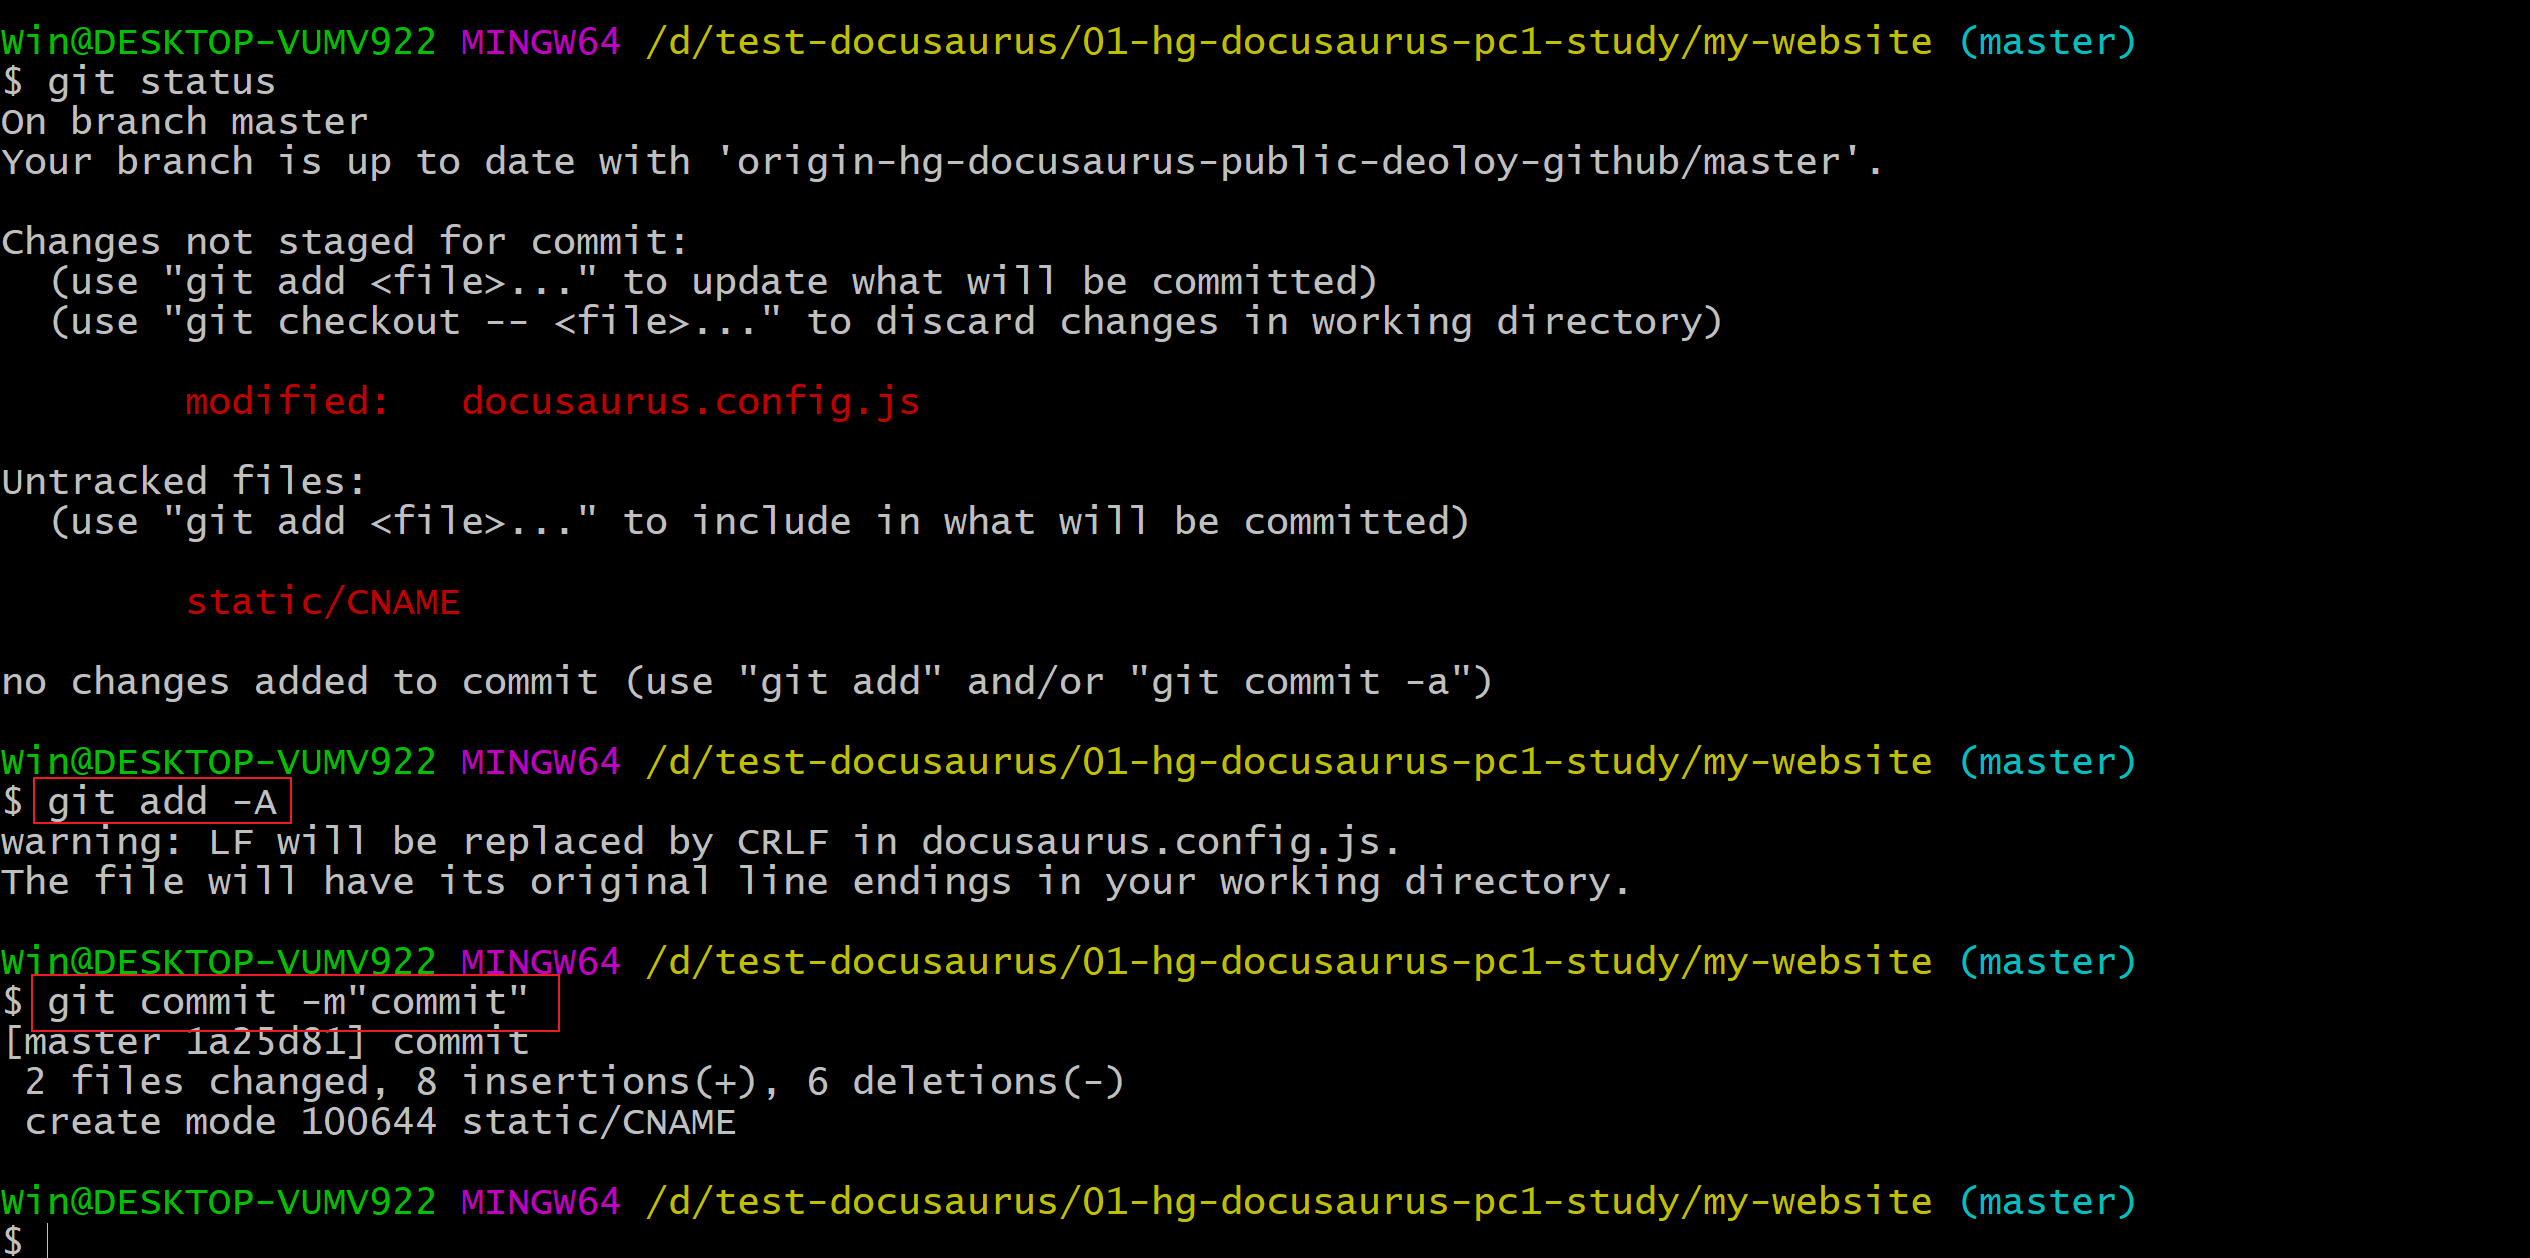 Win@DESKTOP-VUMV922 MINGW64 /d/test-docusaurus/01-hg-docusaurus-pc1-study/my-website (master)
$ git status
On branch master
Your branch is up to date with 'origin-hg-docusaurus-public-deoloy-github/master'.
Changes not staged for commit:
(use "git add <file>..." to update what will be committed)
(use "git checkout -- <file>..." to discard changes in working directory)
modified:   docusaurus.config.js
Untracked files:
(use "git add <file>..." to include in what will be committed)
static/CNAME
no changes added to commit (use "git add" and/or "git commit -a")
Win@DESKTOP-VUMV922 MINGW64 /d/test-docusaurus/01-hg-docusaurus-pc1-study/my-website (master)
$ git add -A
warning: LF will be replaced by CRLF in docusaurus.config.js.
The file will have its original line endings in your working directory.
Win@DESKTOP-VUMV922 MINGW64 /d/test-docusaurus/01-hg-docusaurus-pc1-study/my-website (master)
$ git commit -m"commit"
[master 1a25d81] commit
2 files changed, 8 insertions(+), 6 deletions(-)
create mode 100644 static/CNAME
Win@DESKTOP-VUMV922 MINGW64 /d/test-docusaurus/01-hg-docusaurus-pc1-study/my-website (master)
$